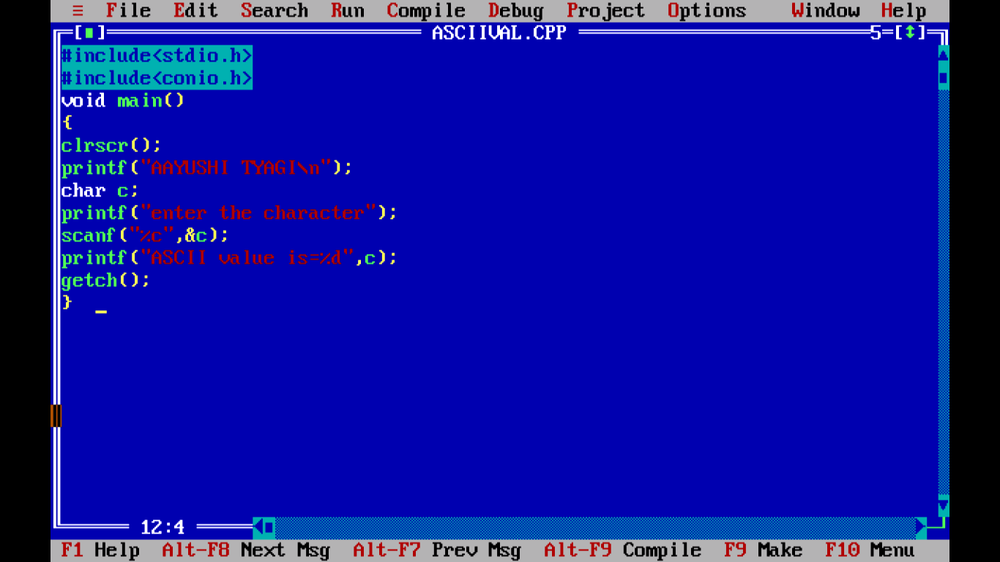 ≡ File Edit Search Run Compile Debug Project Options Window Help
[■] ASCIIVAL.CPP 5=[↕]
#include<stdio.h>
#include<conio.h>
void main()
{
clrscr();
printf("AAYUSHI TYAGI\n");
char c;
printf("enter the character");
scanf("%c",&c);
printf("ASCII value is=%d",c);
getch();
}
12:4
F1 Help Alt-F8 Next Msg Alt-F7 Prev Msg Alt-F9 Compile F9 Make F10 Menu